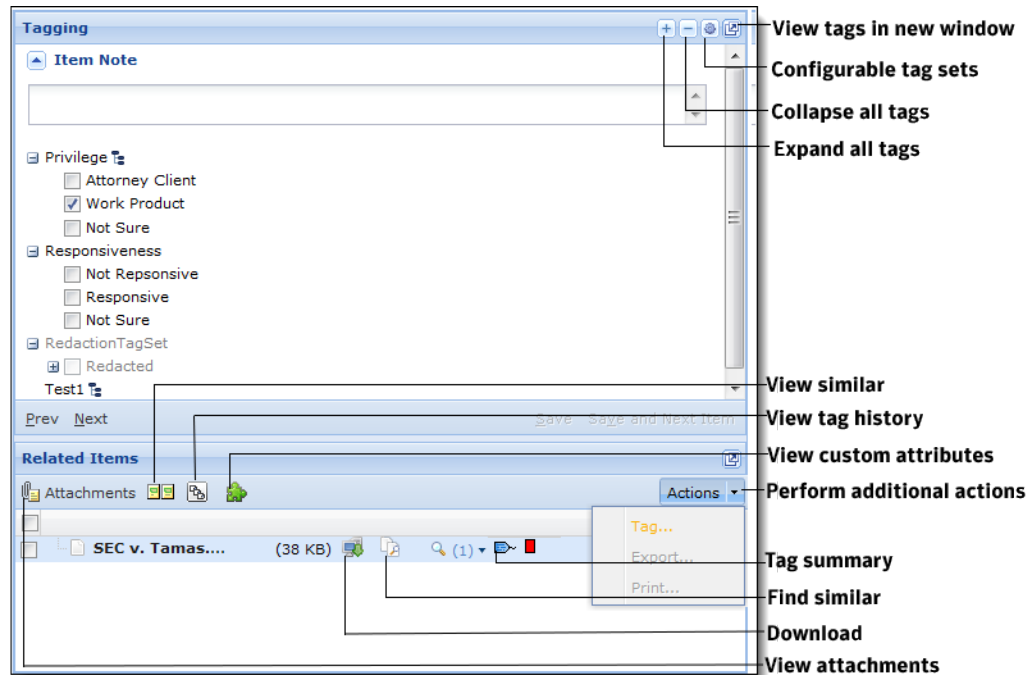 Tagging
View tags in new window
Item Note
Configurable tag sets
Collapse all tags
Expand all tags
Privilege
Attorney Client
Work Product
Not Sure
Responsiveness
Not Repsonsive
Responsive
Not Sure
RedactionTagSet
Redacted
Test1
View similar
Prev Next Save Save and Next Item
View tag history
Related Items
View custom attributes
Attachments Actions
Perform additional actions
Tag...
SEC v. Tamas.... (38 KB) (1)
Export...
Tag summary
Print...
Find similar
Download
View attachments